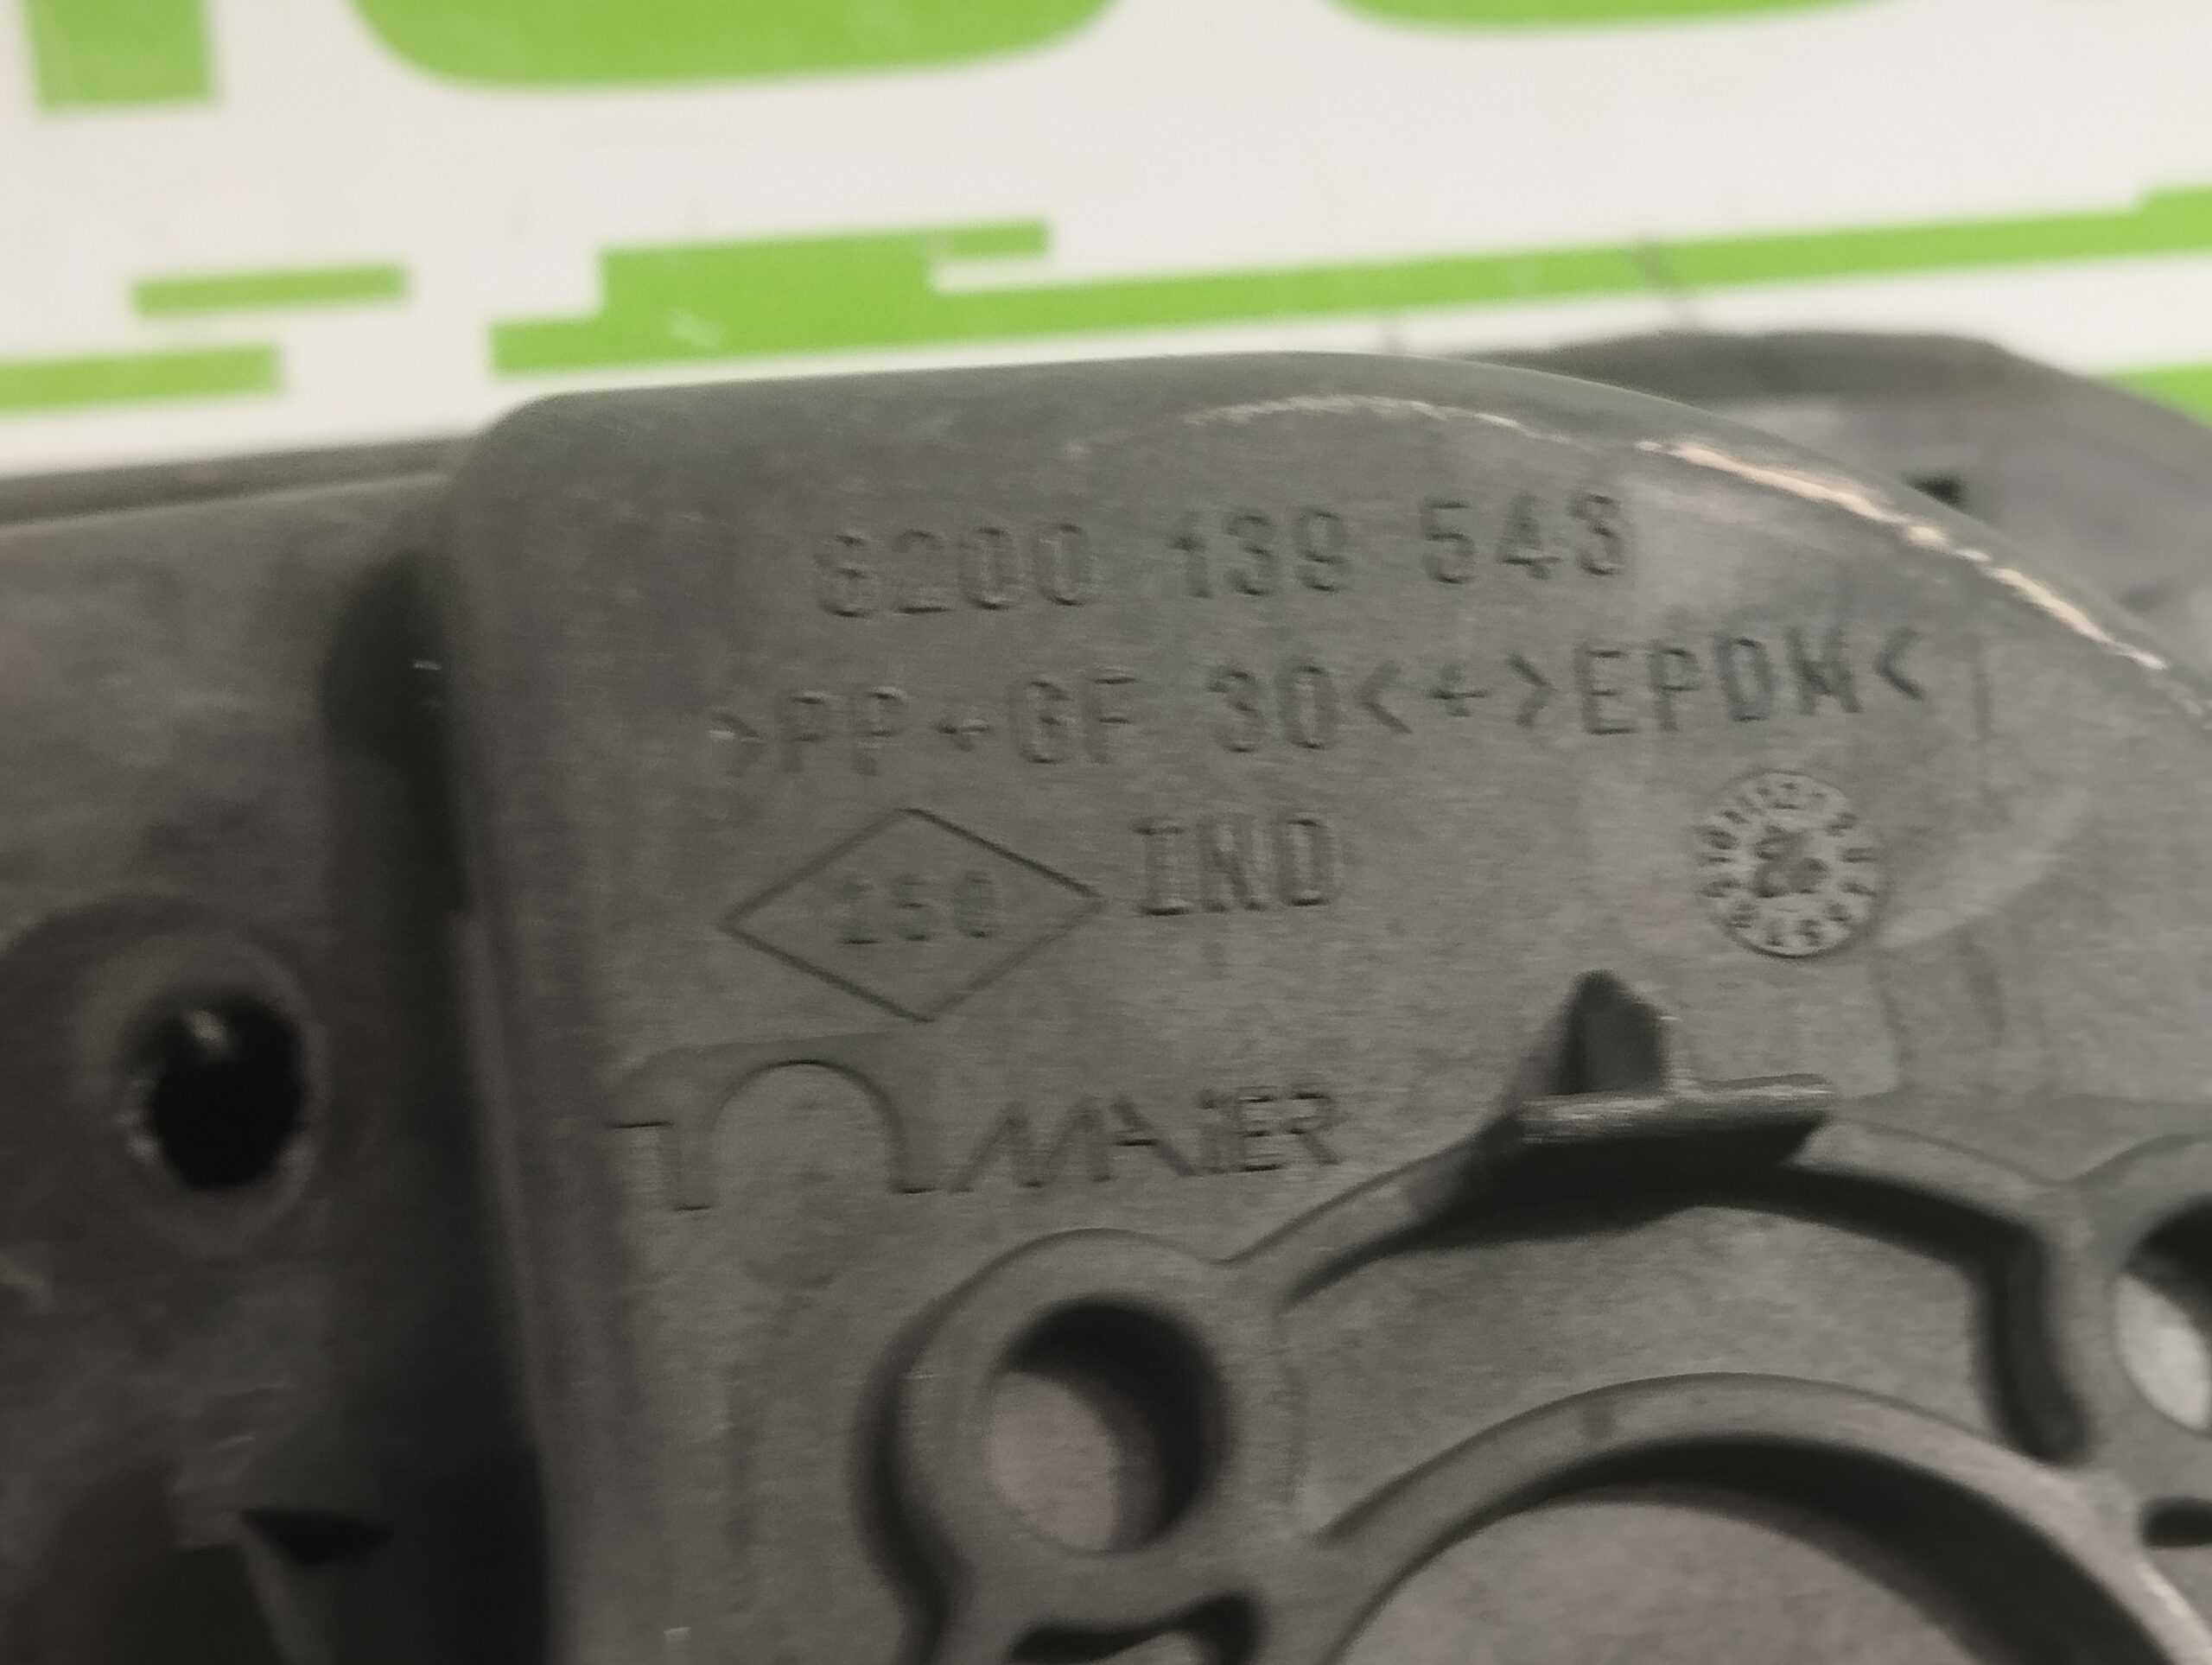 8200 139 543
>PP+GF 30<+>EPDM<
150 IND
MAIER